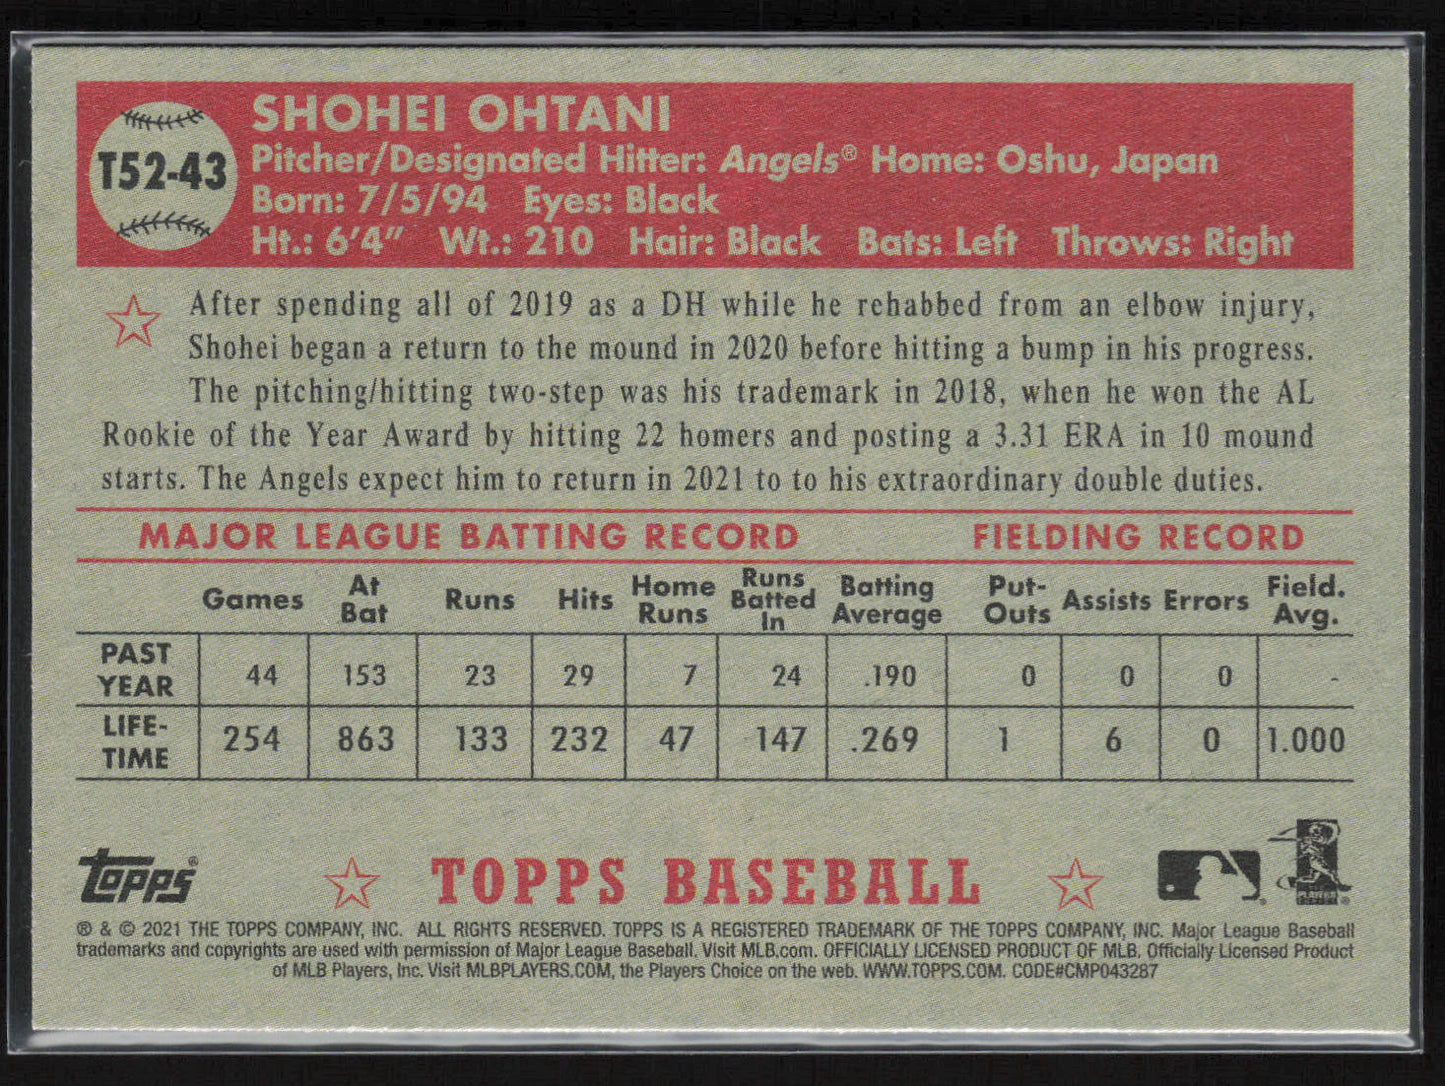 T52-43
SHOHEI OHTANI
Pitcher/Designated Hitter: Angels® Home: Oshu, Japan
Born: 7/5/94 Eyes: Black
Ht.: 6'4" Wt.: 210 Hair: Black Bats: Left Throws: Right
After spending all of 2019 as a DH while he rehabbed from an elbow injury,
Shohei began a return to the mound in 2020 before hitting a bump in his progress.
The pitching/hitting two-step was his trademark in 2018, when he won the AL
Rookie of the Year Award by hitting 22 homers and posting a 3.31 ERA in 10 mound
starts. The Angels expect him to return in 2021 to to his extraordinary double duties.
MAJOR LEAGUE BATTING RECORD FIELDING RECORD
Games At Bat Runs Hits Home Runs Runs Batted In Batting Average Put-Outs Assists Errors Field. Avg.
PAST YEAR 44 153 23 29 7 24 .190 0 0 0 -
LIFE-TIME 254 863 133 232 47 147 .269 1 6 0 1.000
Topps® TOPPS BASEBALL
® & © 2021 THE TOPPS COMPANY, INC. ALL RIGHTS RESERVED. TOPPS IS A REGISTERED TRADEMARK OF THE TOPPS COMPANY, INC. Major League Baseball
trademarks and copyrights are used with permission of Major League Baseball. Visit MLB.com. OFFICIALLY LICENSED PRODUCT OF MLB. Officially Licensed Product
of MLB Players, Inc. Visit MLBPLAYERS.COM, the Players Choice on the web. WWW.TOPPS.COM. CODE#CMP043287